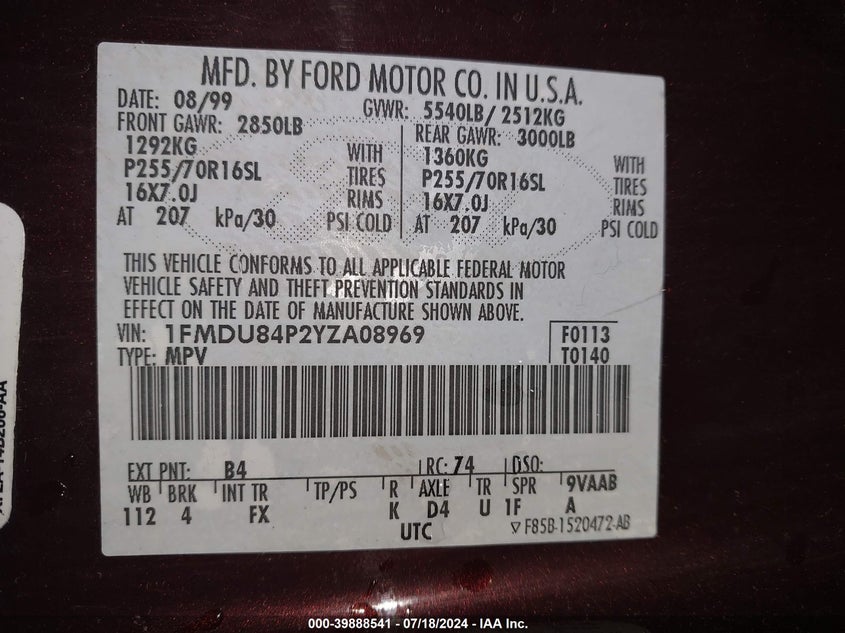 MFD. BY FORD MOTOR CO. IN U.S.A.
DATE: 08/99 GVWR: 5540LB/ 2512KG
FRONT GAWR: 2850LB REAR GAWR: 3000LB
1292KG WITH 1360KG WITH
P255/70R16SL TIRES P255/70R16SL TIRES
16X7.0J RIMS 16X7.0J RIMS
AT 207 kPa/30 PSI COLD AT 207 kPa/30 PSI COLD
THIS VEHICLE CONFORMS TO ALL APPLICABLE FEDERAL MOTOR
VEHICLE SAFETY AND THEFT PREVENTION STANDARDS IN
EFFECT ON THE DATE OF MANUFACTURE SHOWN ABOVE.
VIN: 1FMDU84P2YZA08969 F0113
TYPE: MPV T0140
EXT PNT: B4 RC: 74 DSO:
WB BRK INT TR TP/PS R AXLE TR SPR 9VAAB
112 4 FX K D4 U 1F A
UTC ▽ F85B-1520472-AB
000-39888541 - 07/18/2024 - IAA Inc.